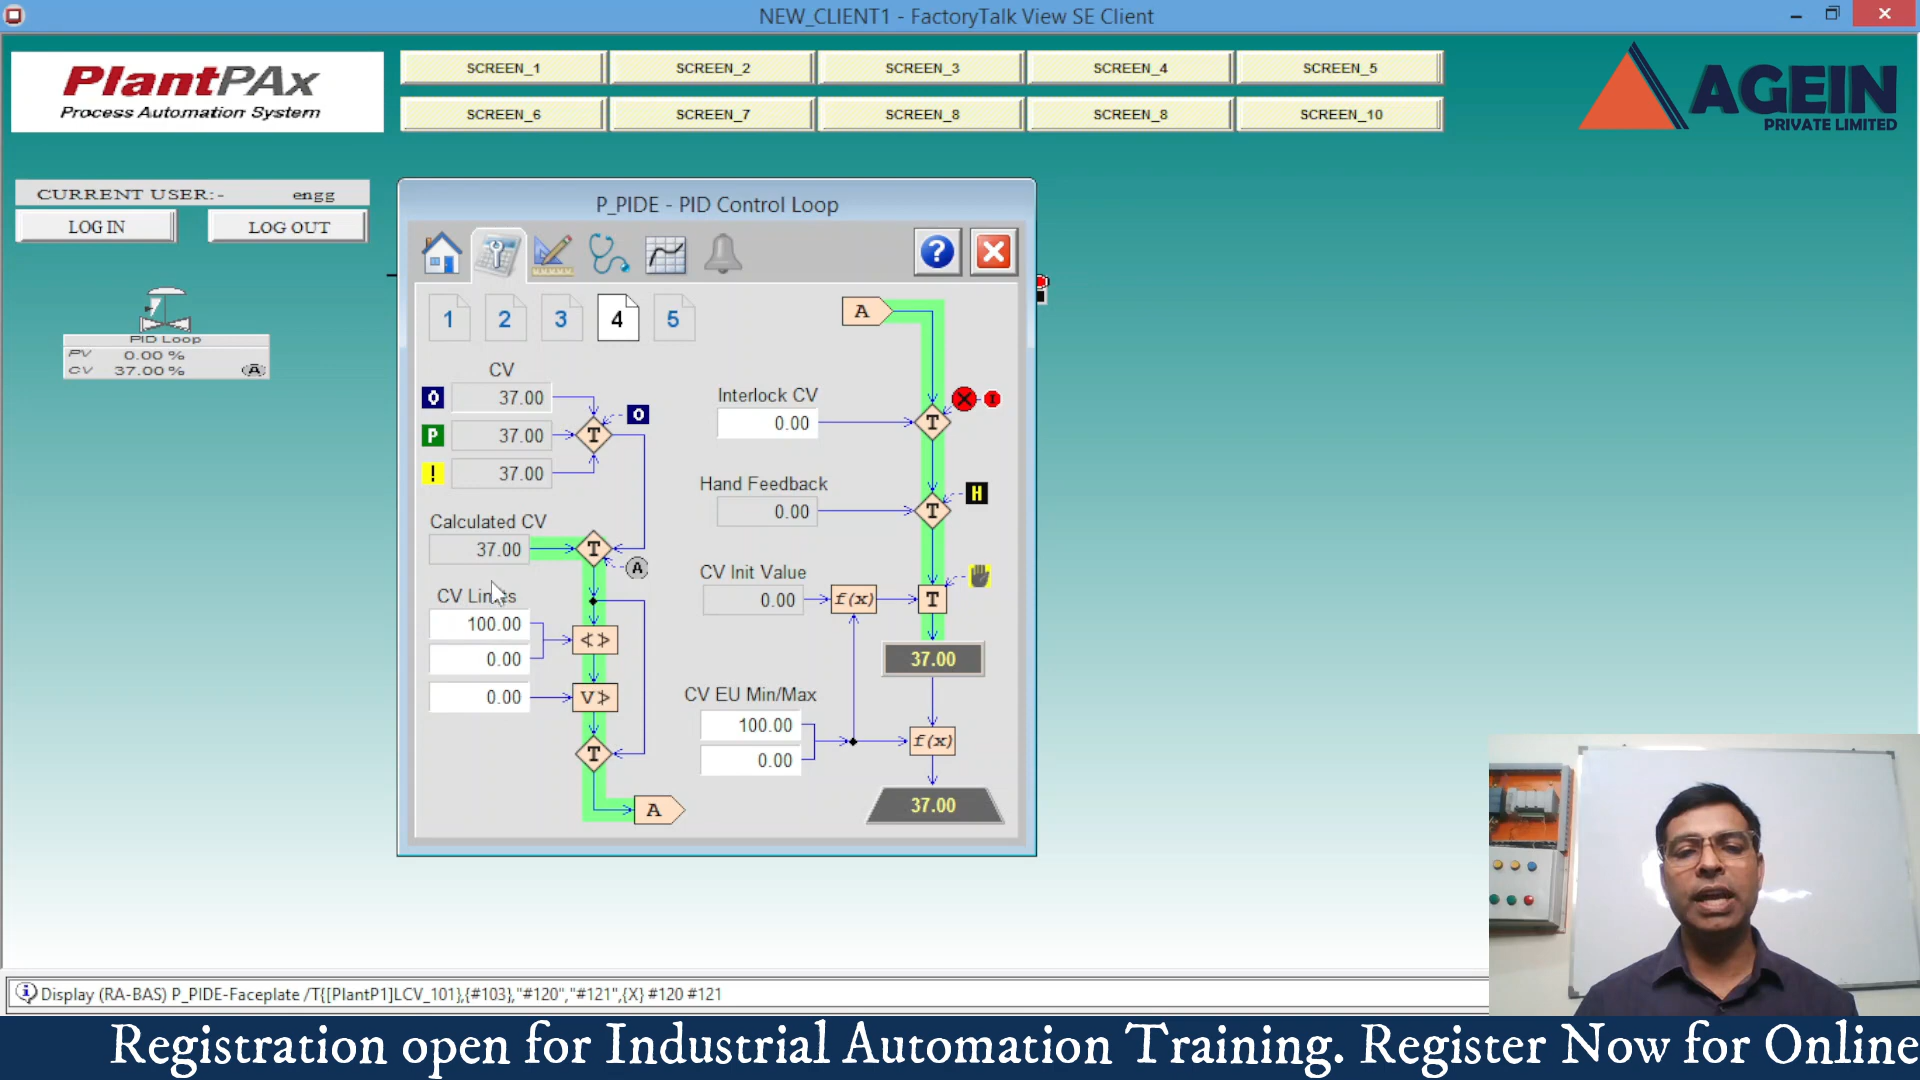 NEW_CLIENT1 - FactoryTalk View SE Client
PlantPAx
Process Automation System
SCREEN_1
SCREEN_2
SCREEN_3
SCREEN_4
SCREEN_5
SCREEN_6
SCREEN_7
SCREEN_8
SCREEN_8
SCREEN_10
AGEIN
PRIVATE LIMITED
CURRENT USER:- engg
LOG IN
LOG OUT
PID Loop
PV 0.00 %
CV 37.00 %
A
P_PIDE - PID Control Loop
?
1
2
3
4
5
CV
O 37.00
O
P 37.00
T
! 37.00
Calculated CV
37.00
T
A
CV Limits
100.00
0.00
0.00
V
T
A
A
Interlock CV
0.00
T
I
Hand Feedback
0.00
T
H
CV Init Value
0.00
f(x)
T
37.00
CV EU Min/Max
100.00
0.00
f(x)
37.00
Display (RA-BAS) P_PIDE-Faceplate /T{[PlantP1]LCV_101},{#103},"#120","#121",{X} #120 #121
Registration open for Industrial Automation Training. Register Now for Online